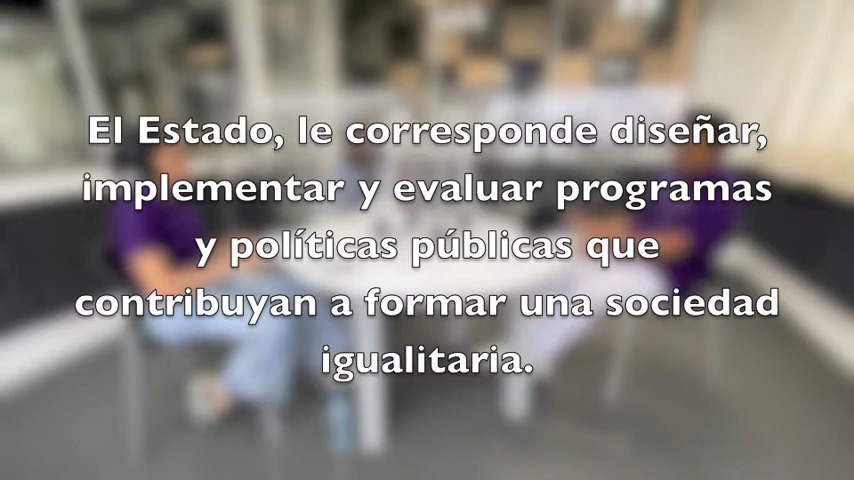 El Estado, le corresponde diseñar,
implementar y evaluar programas
y políticas públicas que
contribuyan a formar una sociedad
igualitaria.